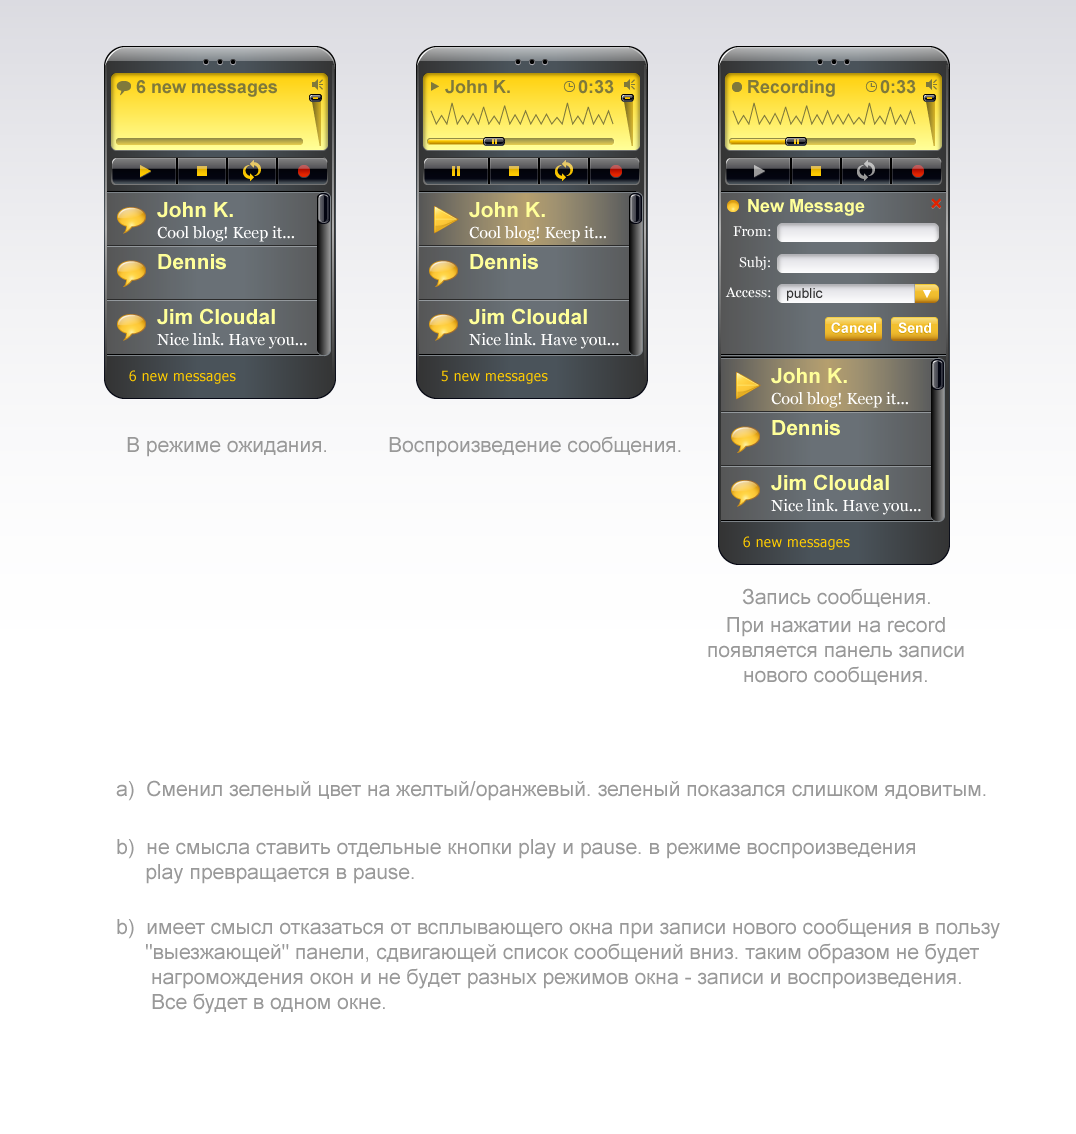 6 new messages
John K.
Cool blog! Keep it...
Dennis
Jim Cloudal
Nice link. Have you...
6 new messages
В режиме ожидания.
John K.
0:33
John K.
Cool blog! Keep it...
Dennis
Jim Cloudal
Nice link. Have you...
5 new messages
Воспроизведение сообщения.
Recording
0:33
New Message
From:
Subj:
Access:
public
Cancel
Send
John K.
Cool blog! Keep it...
Dennis
Jim Cloudal
Nice link. Have you...
6 new messages
Запись сообщения.
При нажатии на record
появляется панель записи
нового сообщения.
a) Сменил зеленый цвет на желтый/оранжевый. зеленый показался слишком ядовитым.
b) не смысла ставить отдельные кнопки play и pause. в режиме воспроизведения
play превращается в pause.
b) имеет смысл отказаться от всплывающего окна при записи нового сообщения в пользу
"выезжающей" панели, сдвигающей список сообщений вниз. таким образом не будет
нагромождения окон и не будет разных режимов окна - записи и воспроизведения.
Все будет в одном окне.